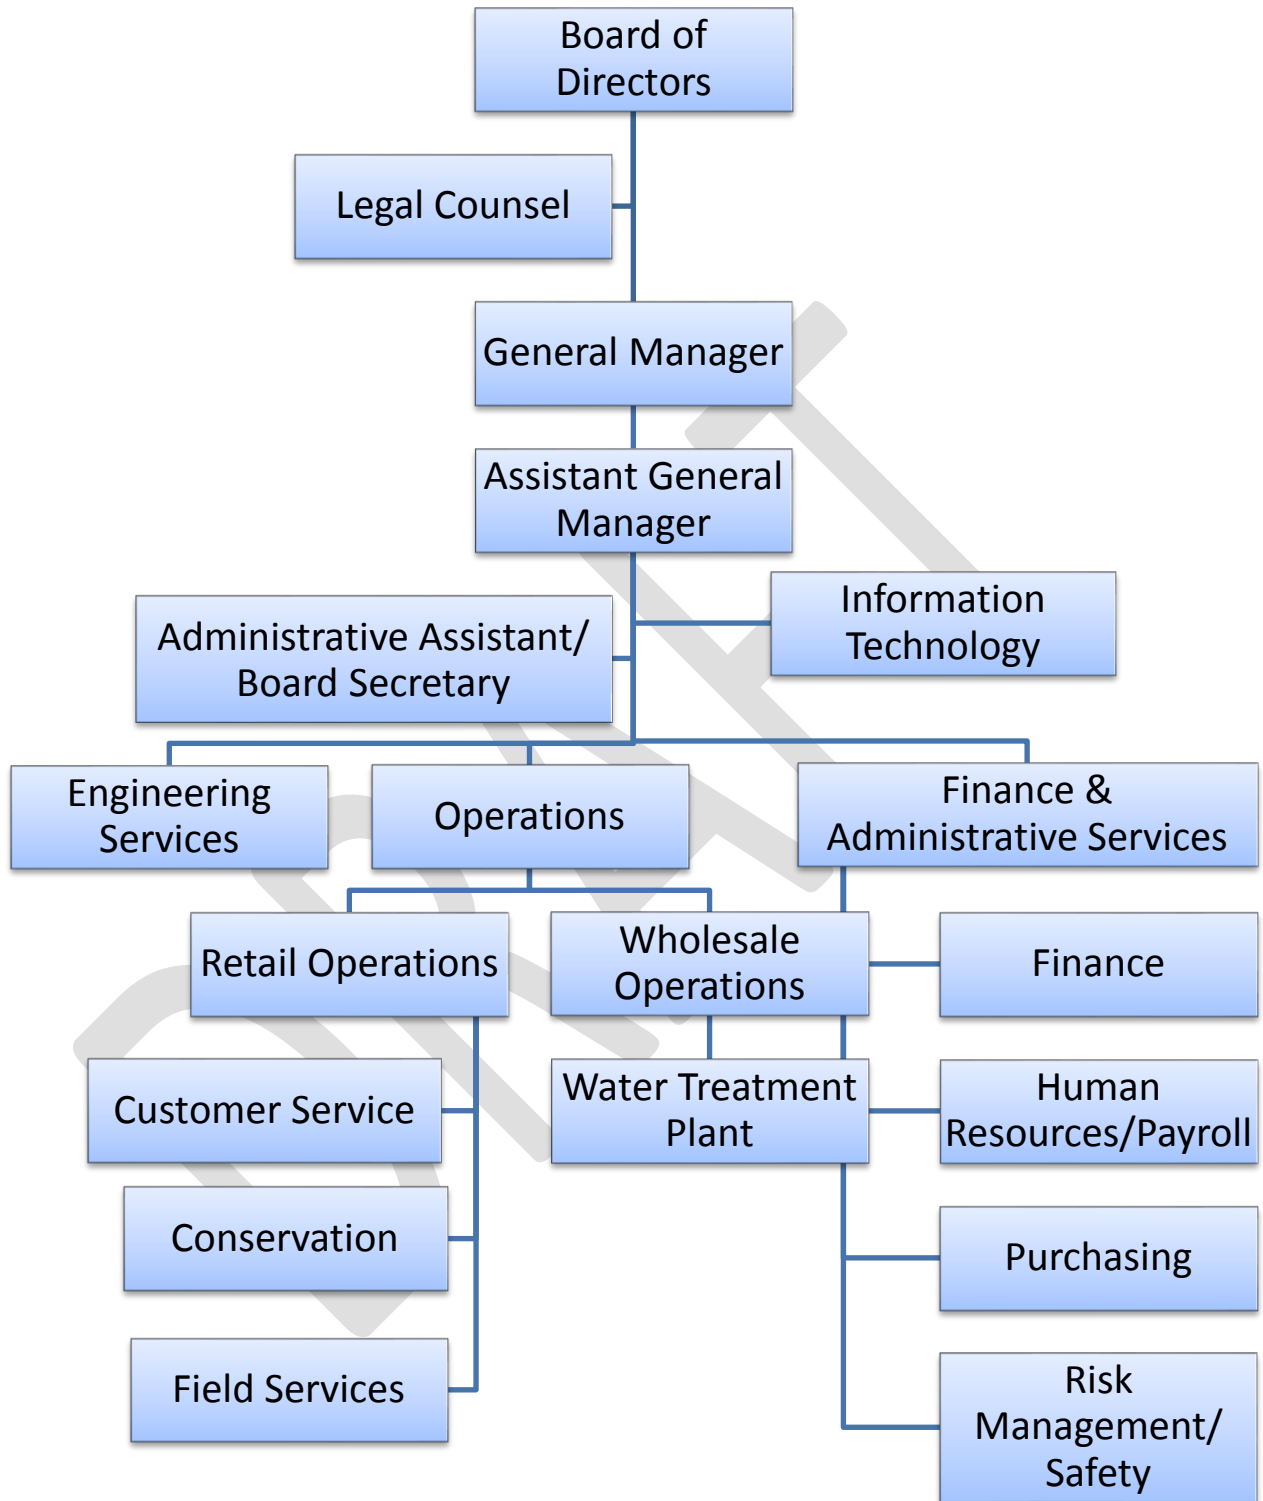 Board of
Directors
Legal Counsel
General Manager
Assistant General
Manager
Information
Technology
Administrative Assistant/
Board Secretary
Engineering
Services
Operations
Finance &
Administrative Services
Retail Operations
Wholesale
Operations
Finance
Customer Service
Water Treatment
Plant
Human
Resources/Payroll
Conservation
Purchasing
Field Services
Risk
Management/
Safety
DRAFT